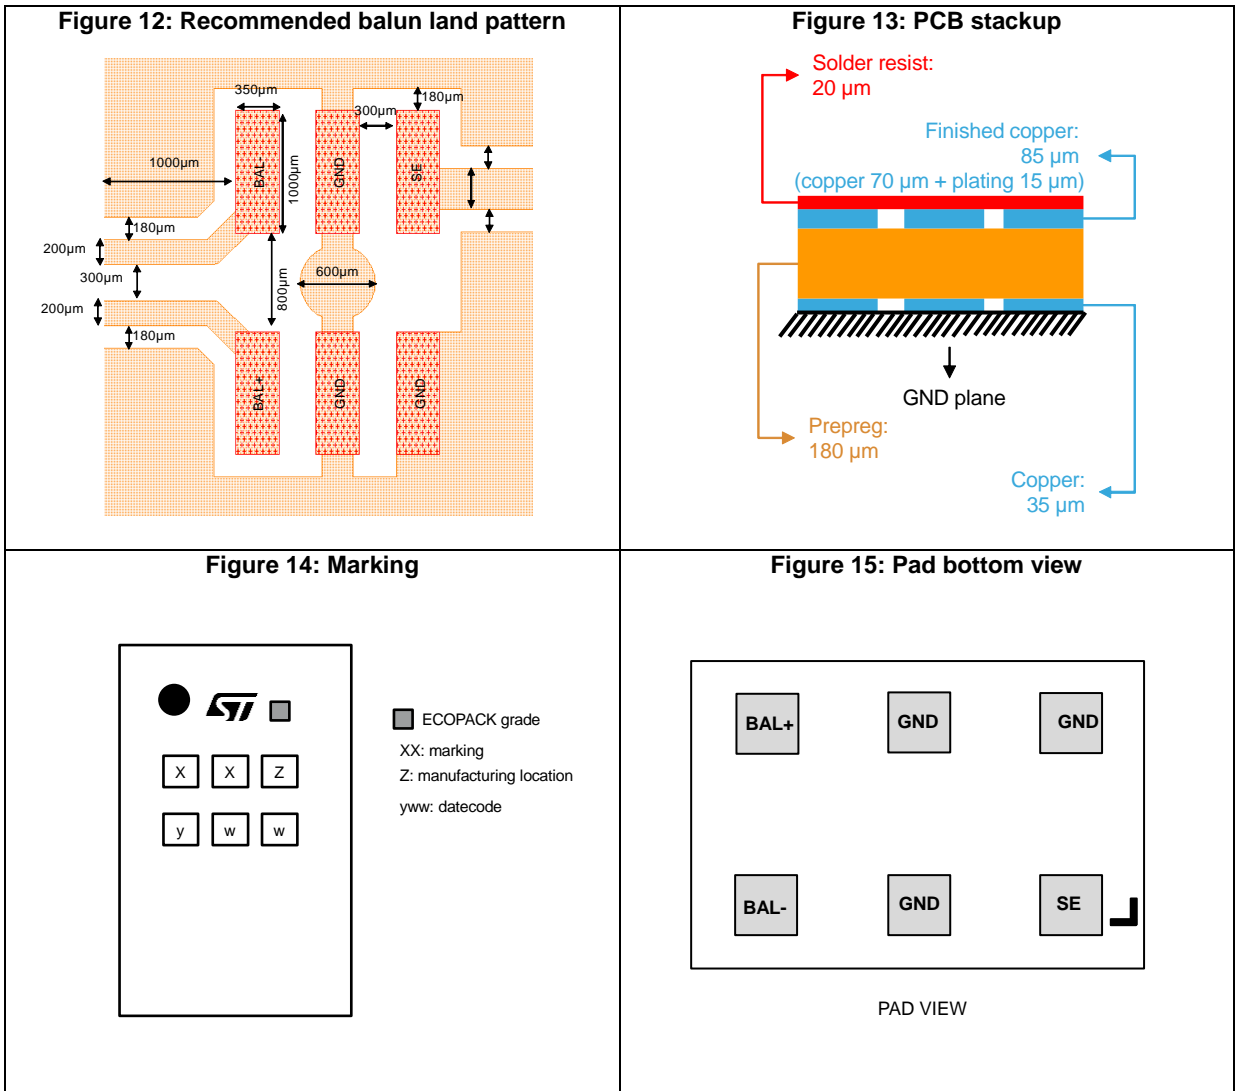 Figure 12: Recommended balun land pattern
350µm
180µm
300µm
1000µm
BAL-
1000µm
GND
SE
180µm
200µm
300µm
800µm
600µm
200µm
180µm
BAL+
GND
GND
Figure 13: PCB stackup
Solder resist:
20 µm
Finished copper:
85 µm
(copper 70 µm + plating 15 µm)
GND plane
Prepreg:
180 µm
Copper:
35 µm
Figure 14: Marking
ST
X X Z
y w w
ECOPACK grade
XX: marking
Z: manufacturing location
yww: datecode
Figure 15: Pad bottom view
BAL+ GND GND
BAL- GND SE
PAD VIEW